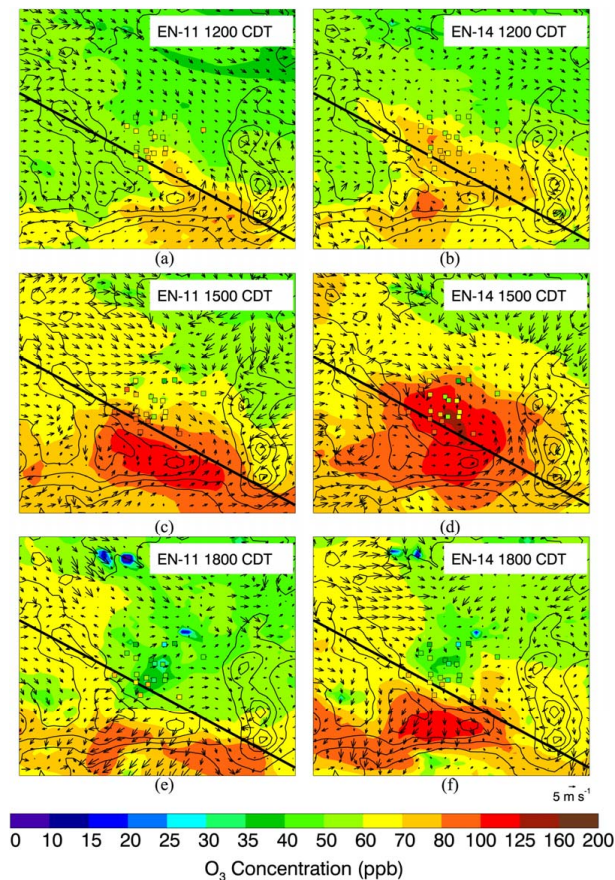 EN-11 1200 CDT
EN-14 1200 CDT
(a)
(b)
EN-11 1500 CDT
EN-14 1500 CDT
(c)
(d)
EN-11 1800 CDT
EN-14 1800 CDT
(e)
(f)
5 m s⁻¹
0 10 15 20 25 30 35 40 50 60 70 80 100 125 160 200
O₃ Concentration (ppb)